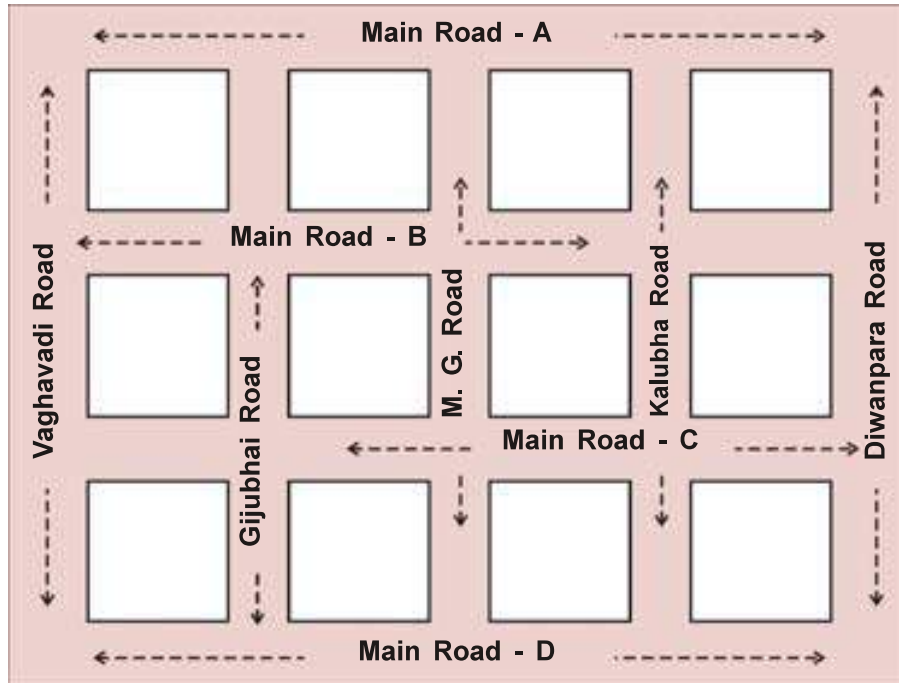 Main Road - A
Main Road - B
Vaghavadi Road
Gijubhai Road
M. G. Road
Kalubha Road
Diwanpara Road
Main Road - C
Main Road - D